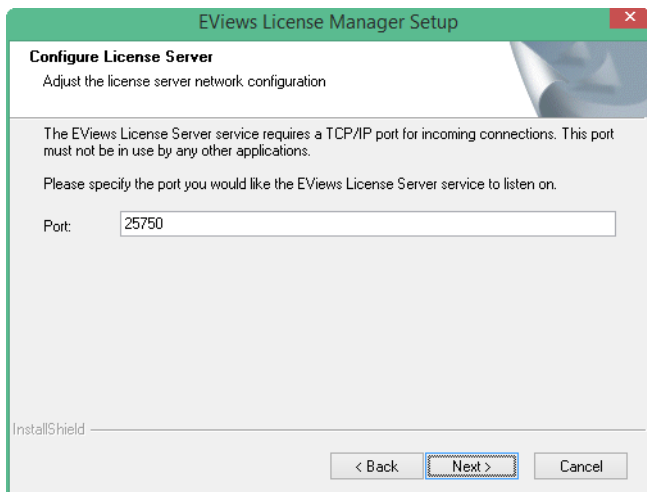 EViews License Manager Setup
Configure License Server
Adjust the license server network configuration
The EViews License Server service requires a TCP/IP port for incoming connections. This port
must not be in use by any other applications.
Please specify the port you would like the EViews License Server service to listen on.
Port: 25750
InstallShield
< Back Next > Cancel